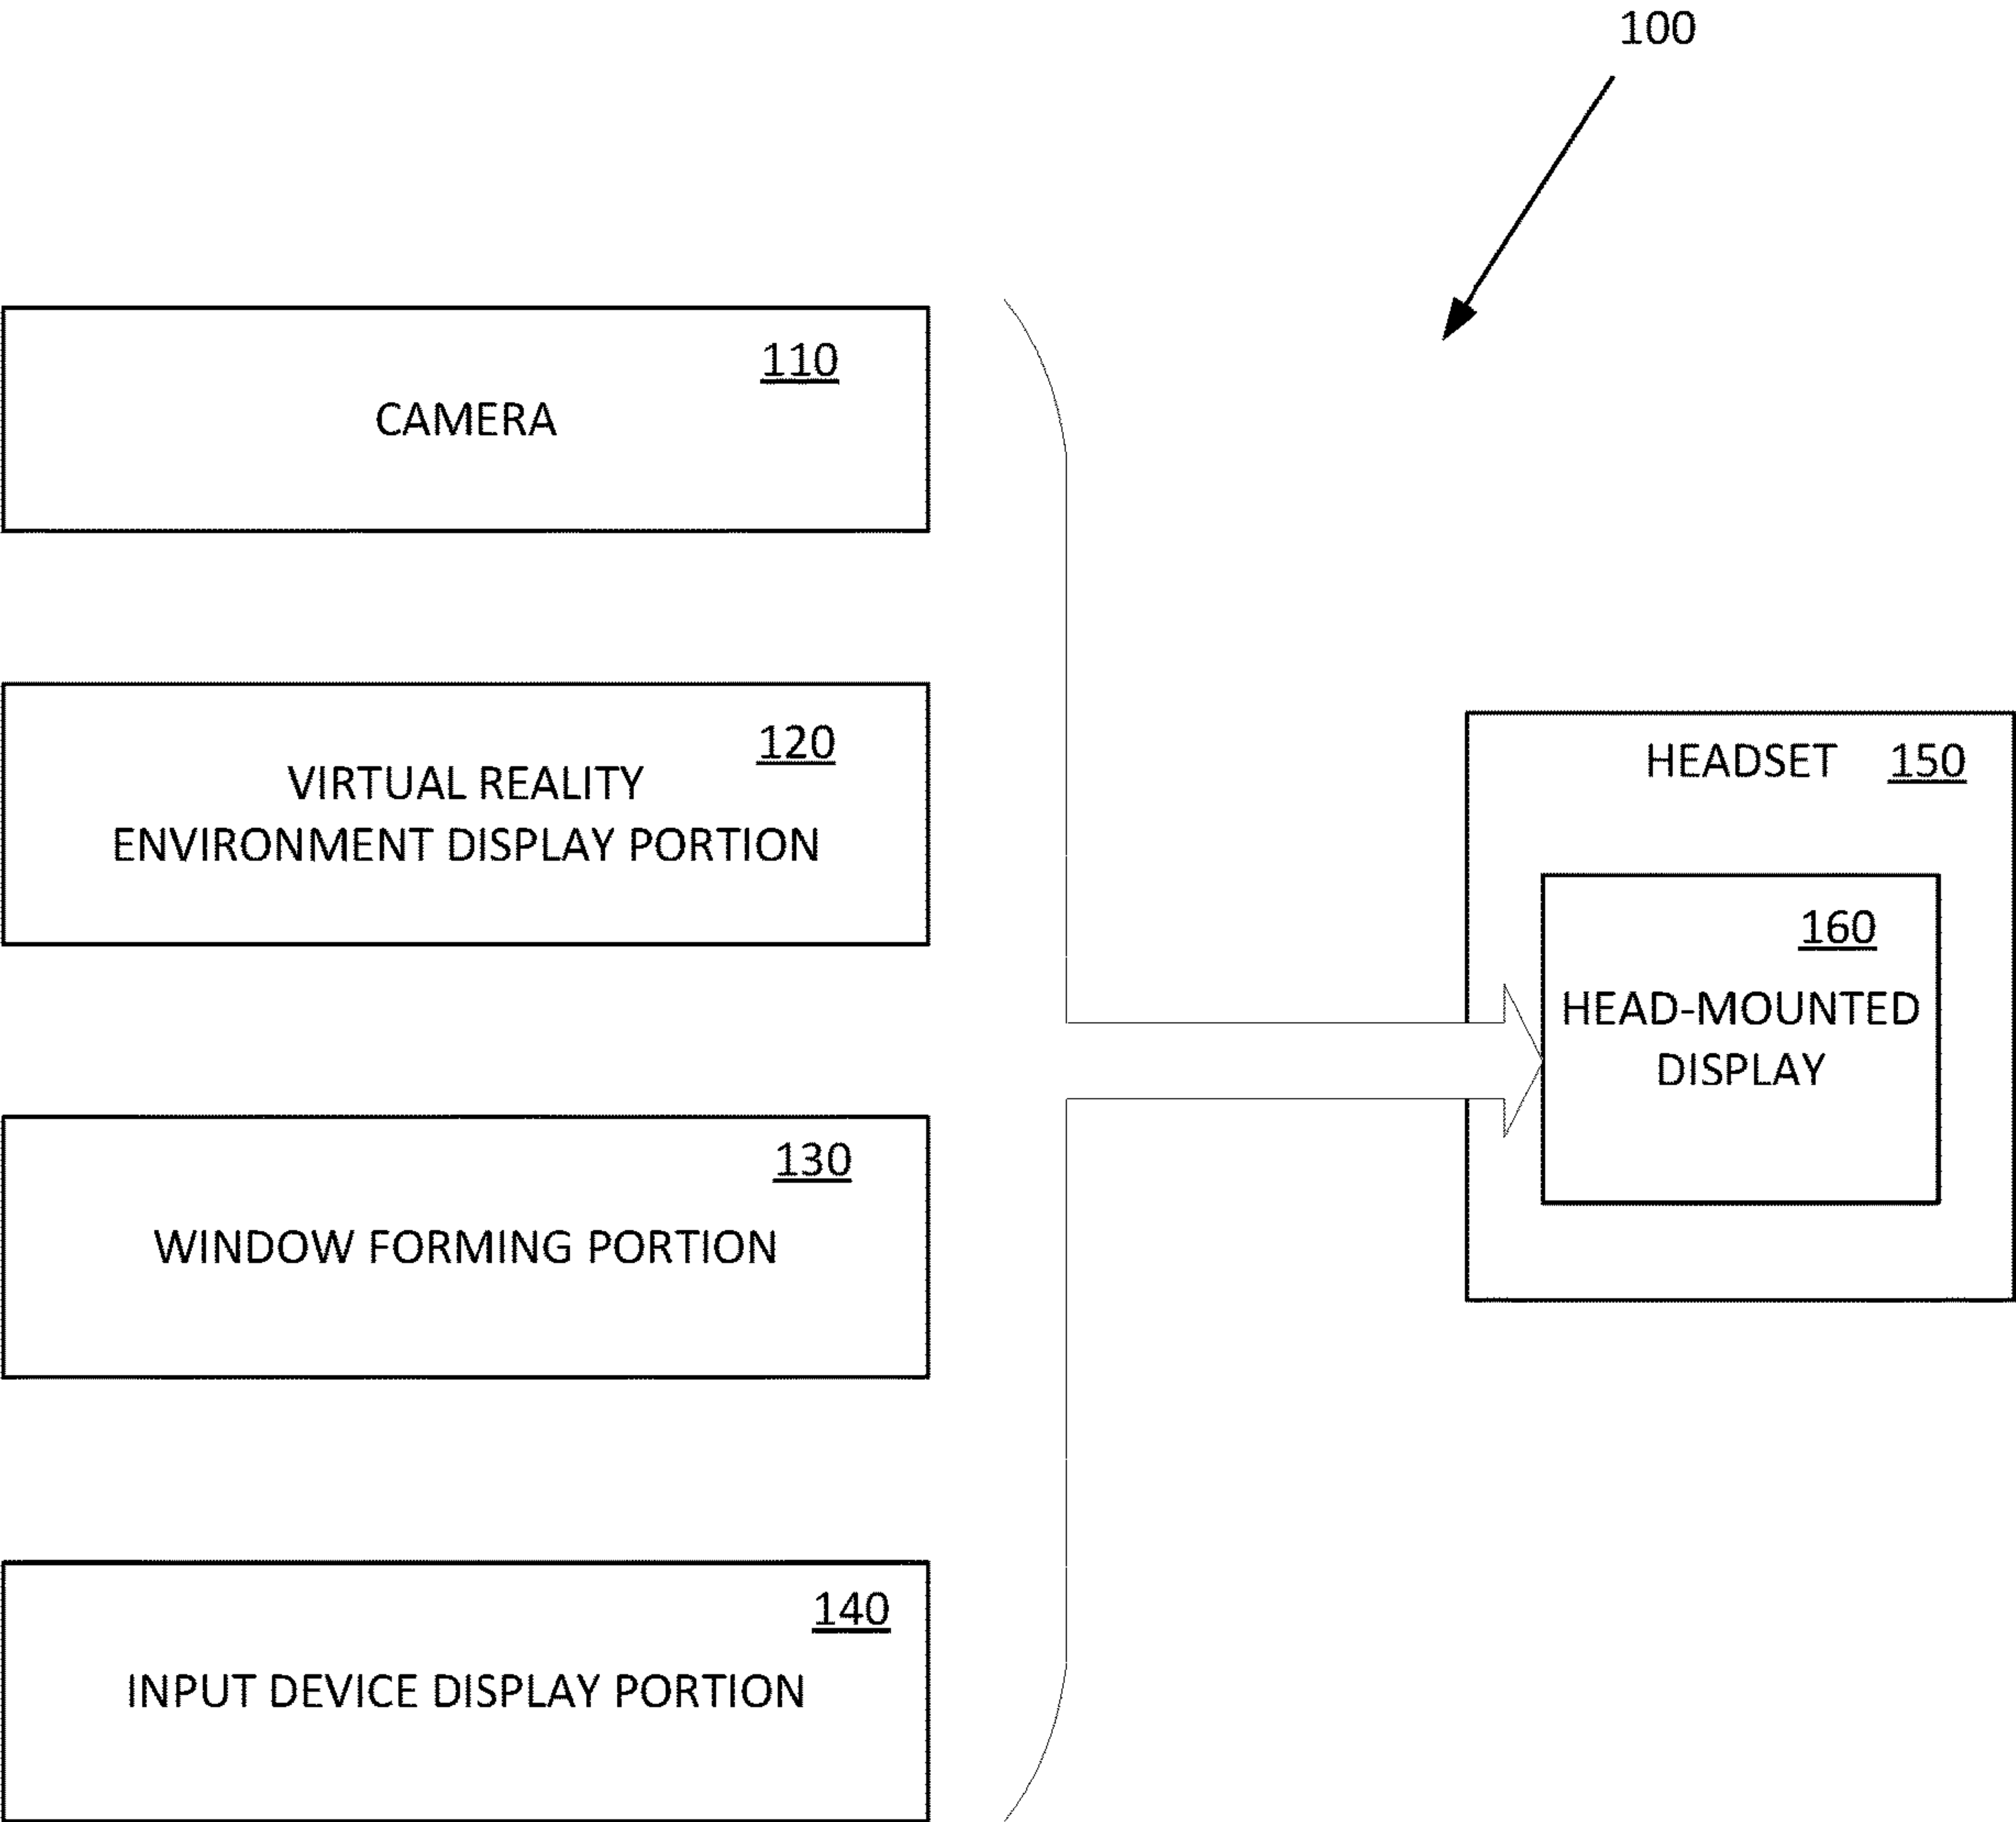 100
110
CAMERA
120
VIRTUAL REALITY
ENVIRONMENT DISPLAY PORTION
130
WINDOW FORMING PORTION
140
INPUT DEVICE DISPLAY PORTION
HEADSET 150
160
HEAD-MOUNTED
DISPLAY